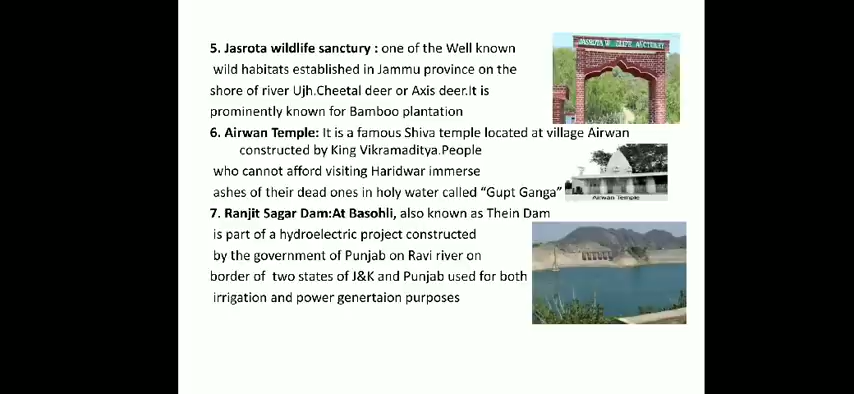 5. Jasrota wildlife sanctury : one of the Well known
wild habitats established in Jammu province on the
shore of river Ujh.Cheetal deer or Axis deer.It is
prominently known for Bamboo plantation
JASROTA W
LIFE SANCTUARY
6. Airwan Temple: It is a famous Shiva temple located at village Airwan
constructed by King Vikramaditya.People
who cannot afford visiting Haridwar immerse
ashes of their dead ones in holy water called “Gupt Ganga”
Airwan Temple
7. Ranjit Sagar Dam:At Basohli, also known as Thein Dam
is part of a hydroelectric project constructed
by the government of Punjab on Ravi river on
border of two states of J&K and Punjab used for both
irrigation and power genertaion purposes